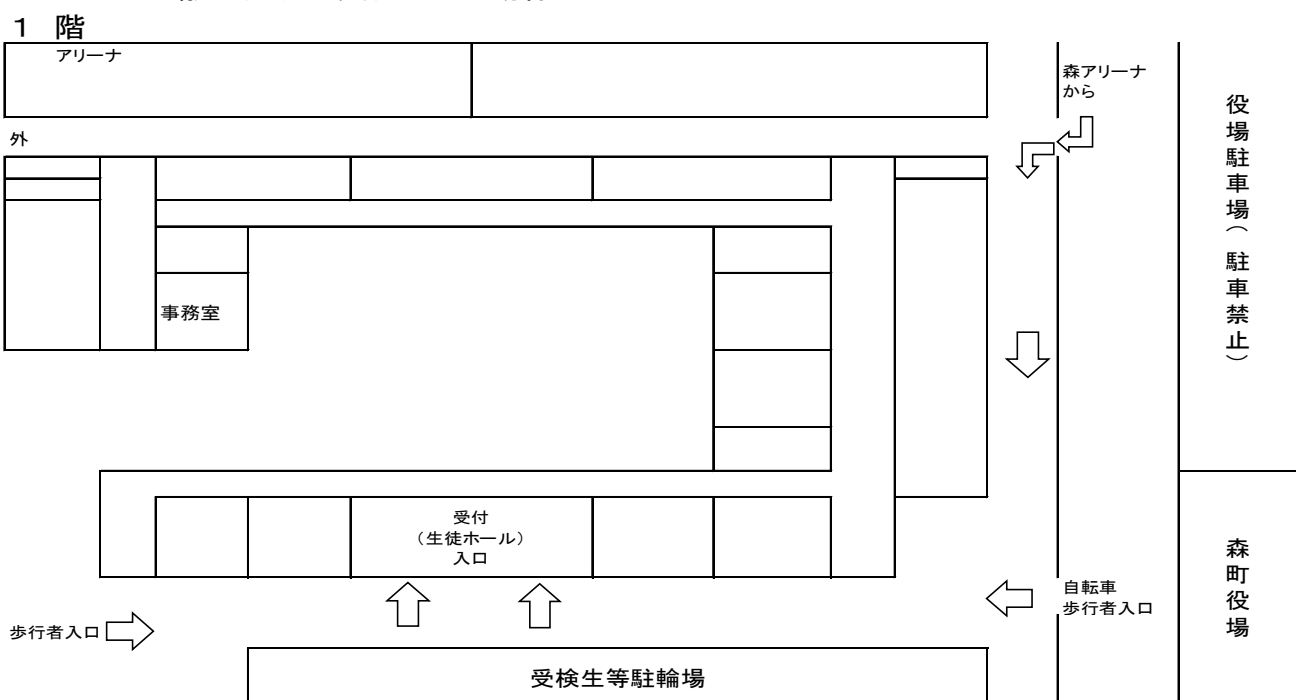 １ 階
アリーナ
森アリーナ
から
外
役場駐車場（駐車禁止）
事務室
受付
（生徒ホール）
入口
森町役場
自転車
歩行者入口
歩行者入口
受検生等駐輪場